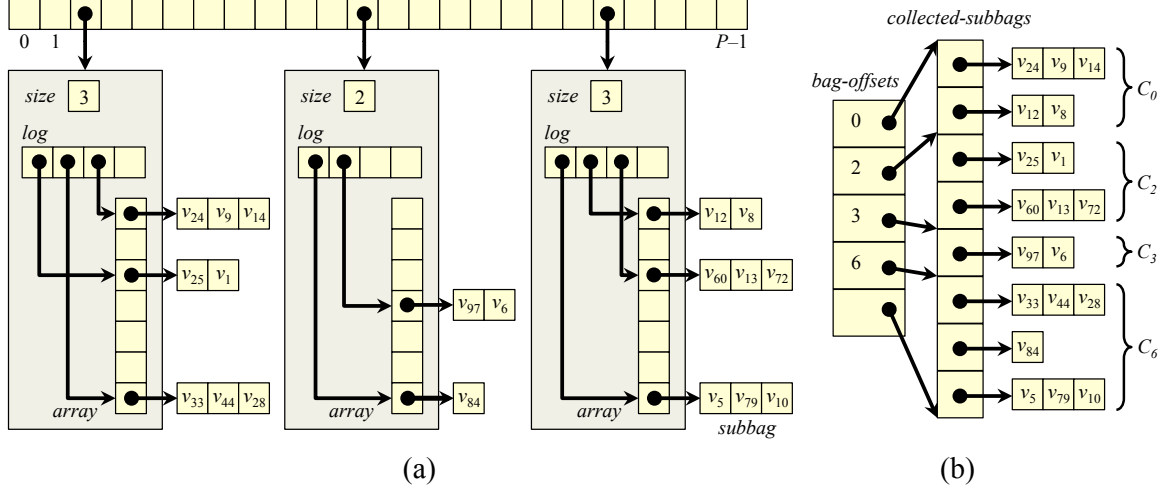 0 1 P–1
size 3
log
v24 v9 v14
v25 v1
v33 v44 v28
array
size 2
log
v97 v6
v84
array
size 3
log
v12 v8
v60 v13 v72
v5 v79 v10
array
subbag
(a)
collected-subbags
bag-offsets
0
2
3
6
v24 v9 v14
v12 v8
C0
v25 v1
v60 v13 v72
C2
v97 v6
C3
v33 v44 v28
v84
v5 v79 v10
C6
(b)